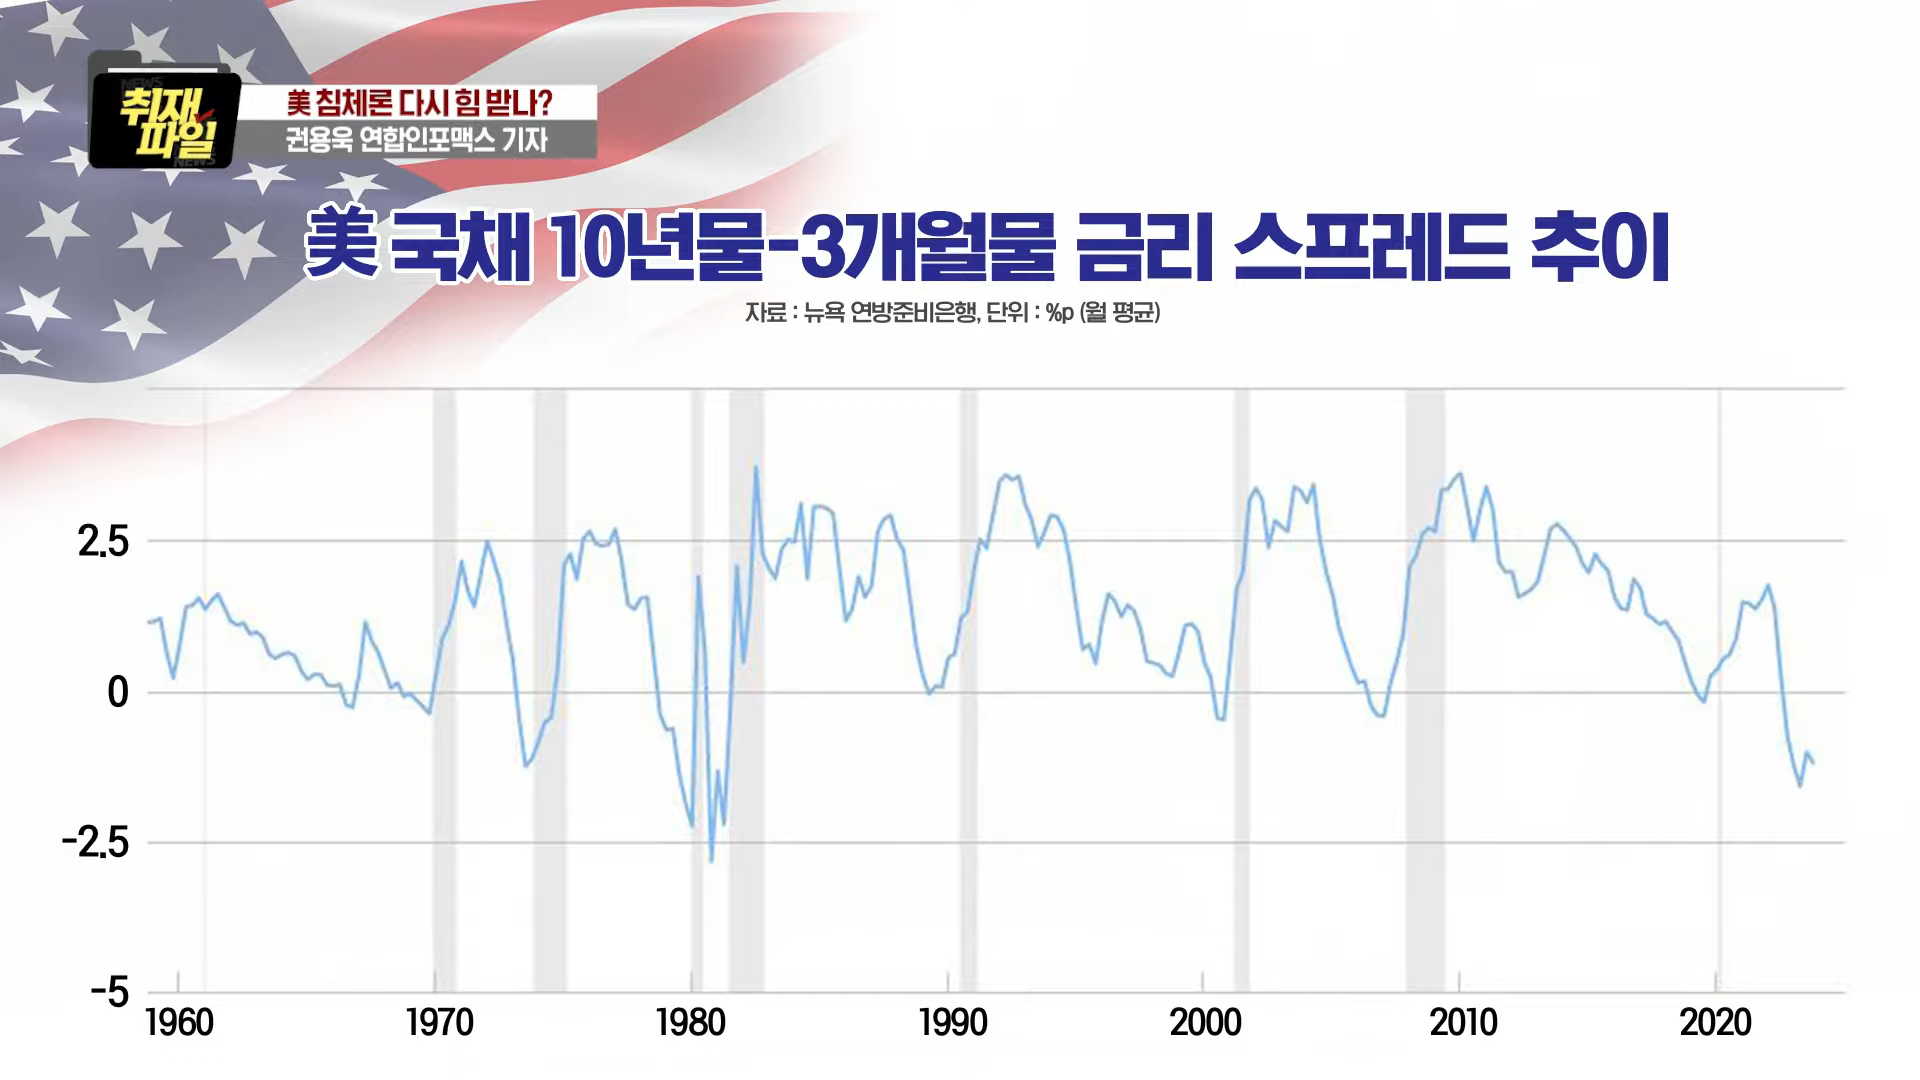 NEWS
취재
파일
NEWS
美 침체론 다시 힘 받나?
권용욱 연합인포맥스 기자
美 국채 10년물-3개월물 금리 스프레드 추이
자료 : 뉴욕 연방준비은행, 단위 : %p (월 평균)
2.5
0
-2.5
-5
1960 1970 1980 1990 2000 2010 2020